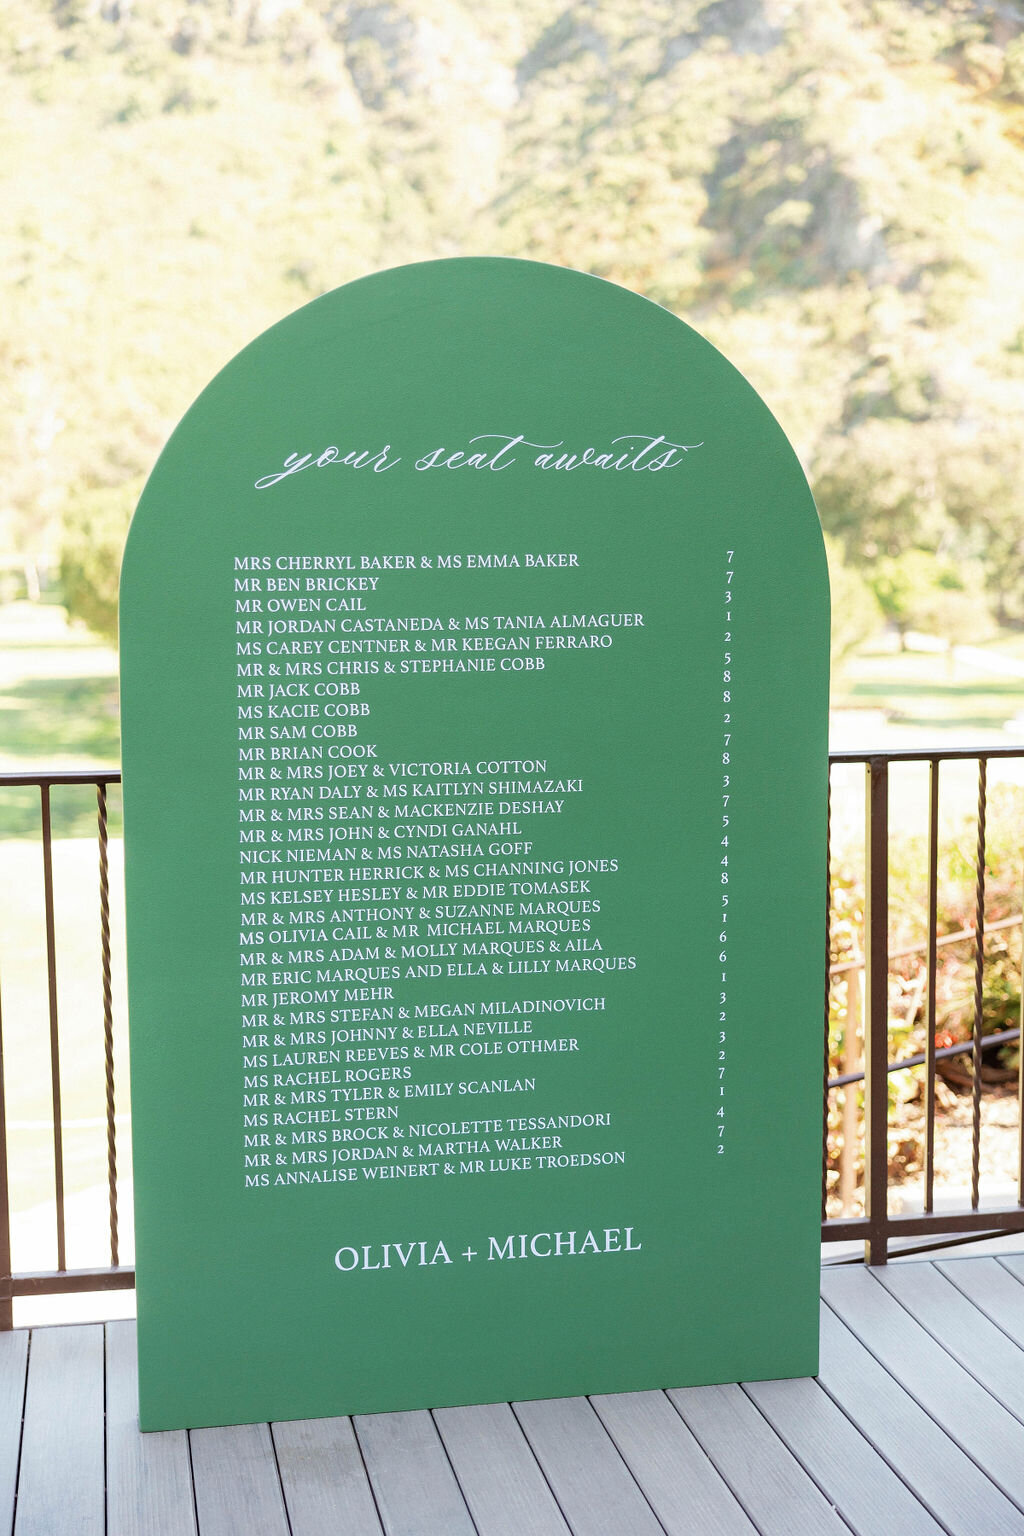 your seat awaits
MRS CHERRYL BAKER & MS EMMA BAKER 7
MR BEN BRICKEY 7
MR OWEN CAIL 3
MR JORDAN CASTANEDA & MS TANIA ALMAGUER 1
MS CAREY CENTNER & MR KEEGAN FERRARO 2
MR & MRS CHRIS & STEPHANIE COBB 5
MR JACK COBB 8
MS KACIE COBB 8
MR SAM COBB 2
MR BRIAN COOK 7
MR & MRS JOEY & VICTORIA COTTON 8
MR RYAN DALY & MS KAITLYN SHIMAZAKI 3
MR & MRS SEAN & MACKENZIE DESHAY 7
MR & MRS JOHN & CYNDI GANAHL 5
NICK NIEMAN & MS NATASHA GOFF 4
MR HUNTER HERRICK & MS CHANNING JONES 4
MS KELSEY HESLEY & MR EDDIE TOMASEK 8
MR & MRS ANTHONY & SUZANNE MARQUES 5
MS OLIVIA CAIL & MR MICHAEL MARQUES 1
MR & MRS ADAM & MOLLY MARQUES & AILA 6
MR ERIC MARQUES AND ELLA & LILLY MARQUES 6
MR JEROMY MEHR 1
MR & MRS STEFAN & MEGAN MILADINOVICH 3
MR & MRS JOHNNY & ELLA NEVILLE 2
MS LAUREN REEVES & MR COLE OTHMER 3
MS RACHEL ROGERS 2
MR & MRS TYLER & EMILY SCANLAN 7
MS RACHEL STERN 1
MR & MRS BROCK & NICOLETTE TESSANDORI 4
MR & MRS JORDAN & MARTHA WALKER 7
MS ANNALISE WEINERT & MR LUKE TROEDSON 2
OLIVIA + MICHAEL